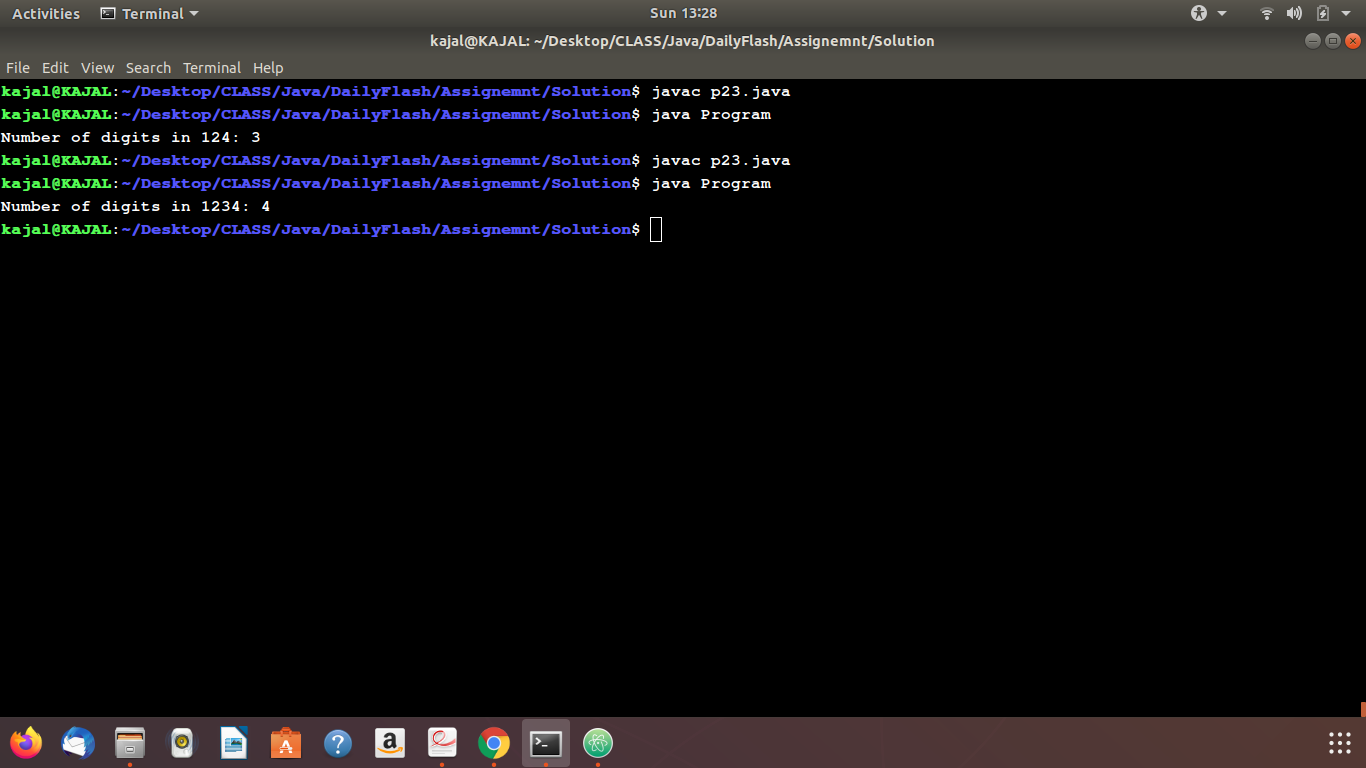 Activities Terminal Sun 13:28
kajal@KAJAL: ~/Desktop/CLASS/Java/DailyFlash/Assignemnt/Solution
File Edit View Search Terminal Help
kajal@KAJAL:~/Desktop/CLASS/Java/DailyFlash/Assignemnt/Solution$ javac p23.java
kajal@KAJAL:~/Desktop/CLASS/Java/DailyFlash/Assignemnt/Solution$ java Program
Number of digits in 124: 3
kajal@KAJAL:~/Desktop/CLASS/Java/DailyFlash/Assignemnt/Solution$ javac p23.java
kajal@KAJAL:~/Desktop/CLASS/Java/DailyFlash/Assignemnt/Solution$ java Program
Number of digits in 1234: 4
kajal@KAJAL:~/Desktop/CLASS/Java/DailyFlash/Assignemnt/Solution$